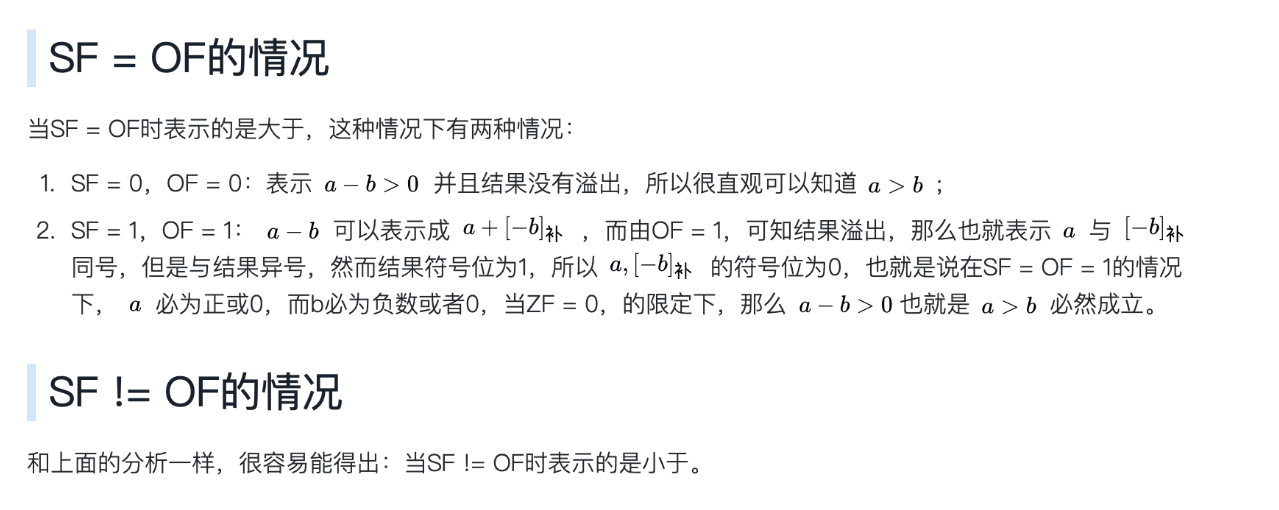 SF = OF的情况
当SF = OF时表示的是大于，这种情况下有两种情况：
1. SF = 0，OF = 0：表示 a − b > 0 并且结果没有溢出，所以很直观可以知道 a > b ；
2. SF = 1，OF = 1： a − b 可以表示成 a + [−b]补 ，而由OF = 1，可知结果溢出，那么也就表示 a 与 [−b]补
同号，但是与结果异号，然而结果符号位为1，所以 a, [−b]补 的符号位为0，也就是说在SF = OF = 1的情况
下， a 必为正或0，而b必为负数或者0，当ZF = 0，的限定下，那么 a − b > 0 也就是 a > b 必然成立。
SF != OF的情况
和上面的分析一样，很容易能得出：当SF != OF时表示的是小于。